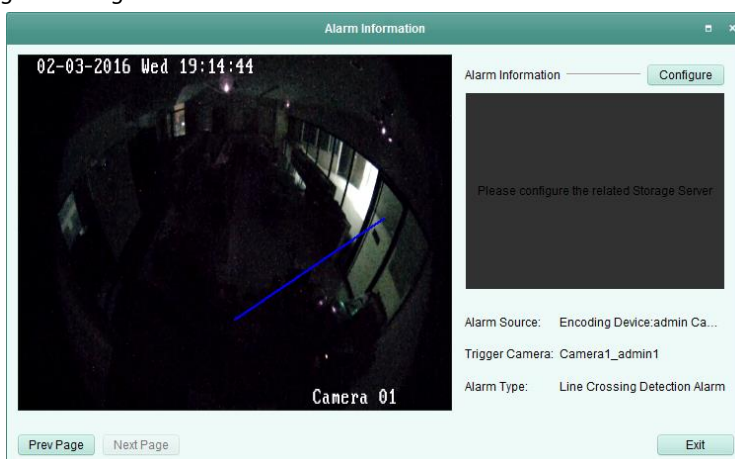 Alarm Information
02-03-2016 Wed 19:14:44
Camera 01
Alarm Information
Configure
Please configure the related Storage Server
Alarm Source: Encoding Device:admin Ca...
Trigger Camera: Camera1_admin1
Alarm Type: Line Crossing Detection Alarm
Prev Page
Next Page
Exit